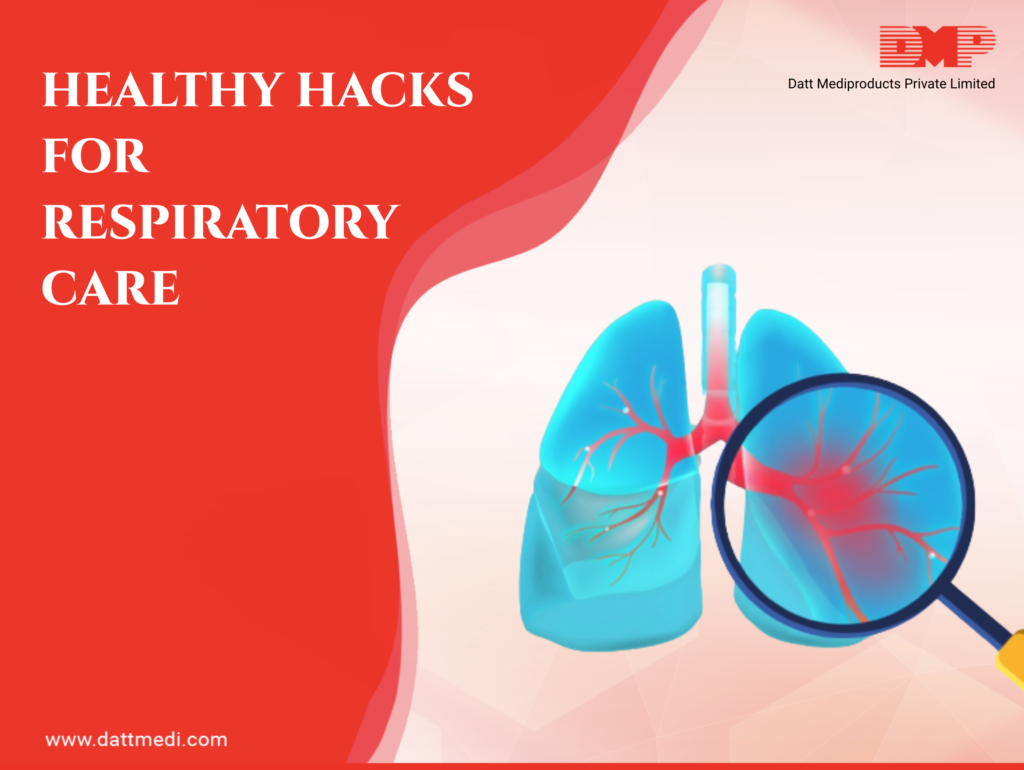 HEALTHY HACKS
FOR
RESPIRATORY
CARE
DMP
Datt Mediproducts Private Limited
www.dattmedi.com